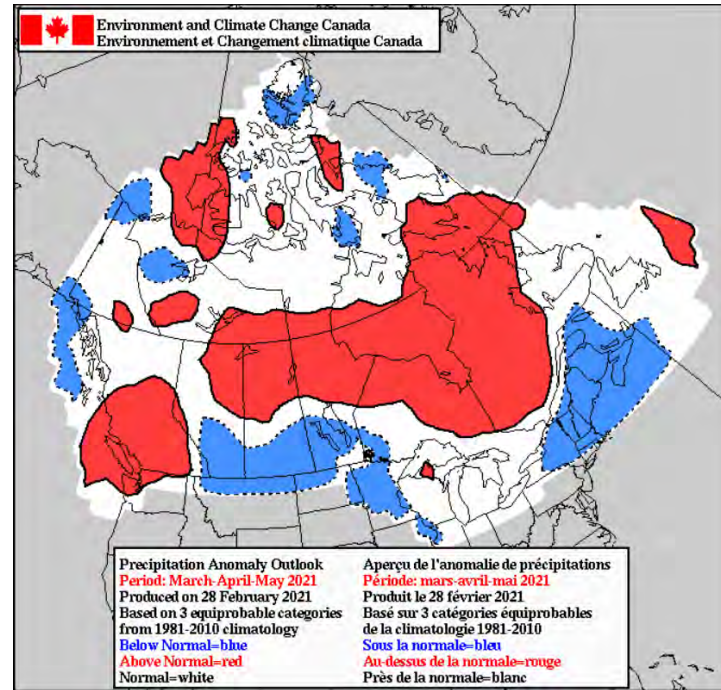 Environment and Climate Change Canada
Environnement et Changement climatique Canada
Precipitation Anomaly Outlook
Period: March-April-May 2021
Produced on 28 February 2021
Based on 3 equiprobable categories
from 1981-2010 climatology
Below Normal=blue
Above Normal=red
Normal=white
Aperçu de l'anomalie de précipitations
Période: mars-avril-mai 2021
Produit le 28 février 2021
Basé sur 3 catégories équiprobables
de la climatologie 1981-2010
Sous la normale=bleu
Au-dessus de la normale=rouge
Près de la normale=blanc